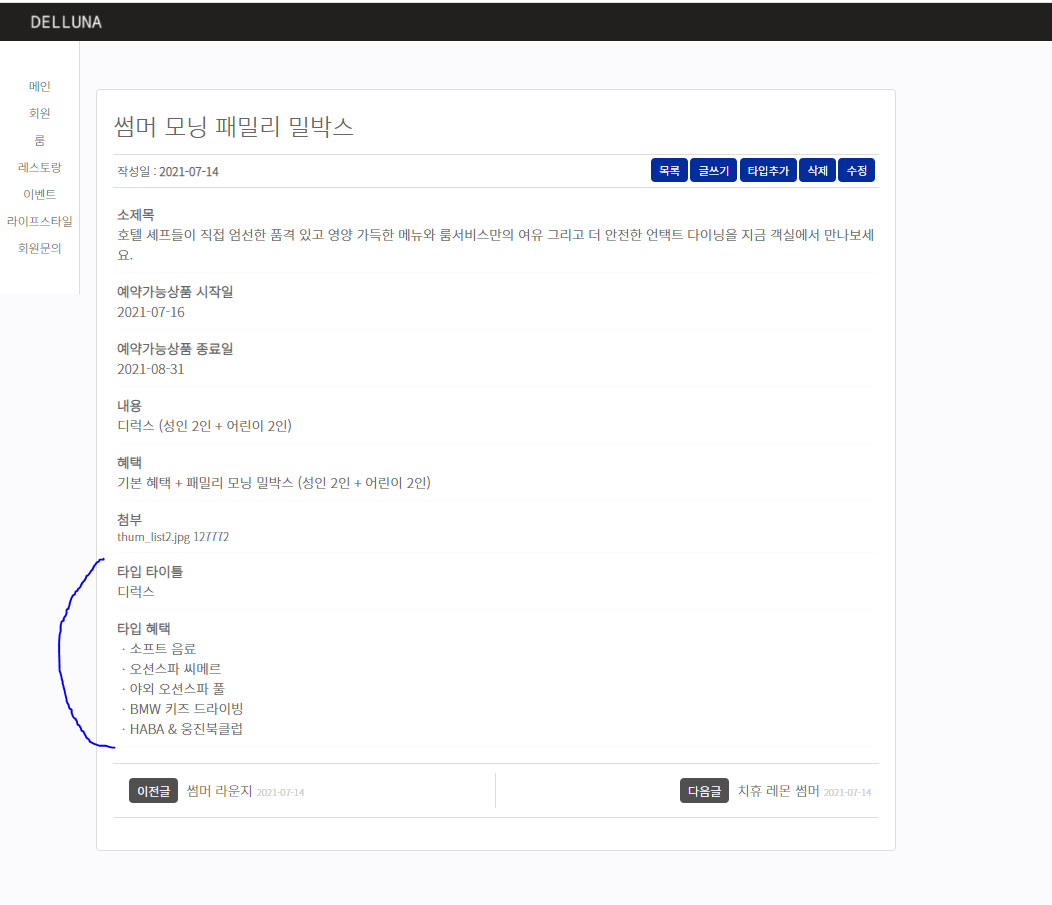 DELLUNA
메인
회원
룸
레스토랑
이벤트
라이프스타일
회원문의
썸머 모닝 패밀리 밀박스
작성일 : 2021-07-14
목록 글쓰기 타입추가 삭제 수정
소제목
호텔 셰프들이 직접 엄선한 품격 있고 영양 가득한 메뉴와 룸서비스만의 여유 그리고 더 안전한 언택트 다이닝을 지금 객실에서 만나보세
요.
예약가능상품 시작일
2021-07-16
예약가능상품 종료일
2021-08-31
내용
디럭스 (성인 2인 + 어린이 2인)
혜택
기본 혜택 + 패밀리 모닝 밀박스 (성인 2인 + 어린이 2인)
첨부
thum_list2.jpg 127772
타입 타이틀
디럭스
타입 혜택
· 소프트 음료
· 오션스파 씨메르
· 야외 오션스파 풀
· BMW 키즈 드라이빙
· HABA & 웅진북클럽
이전글 썸머 라운지 2021-07-14
다음글 치휴 레몬 썸머 2021-07-14